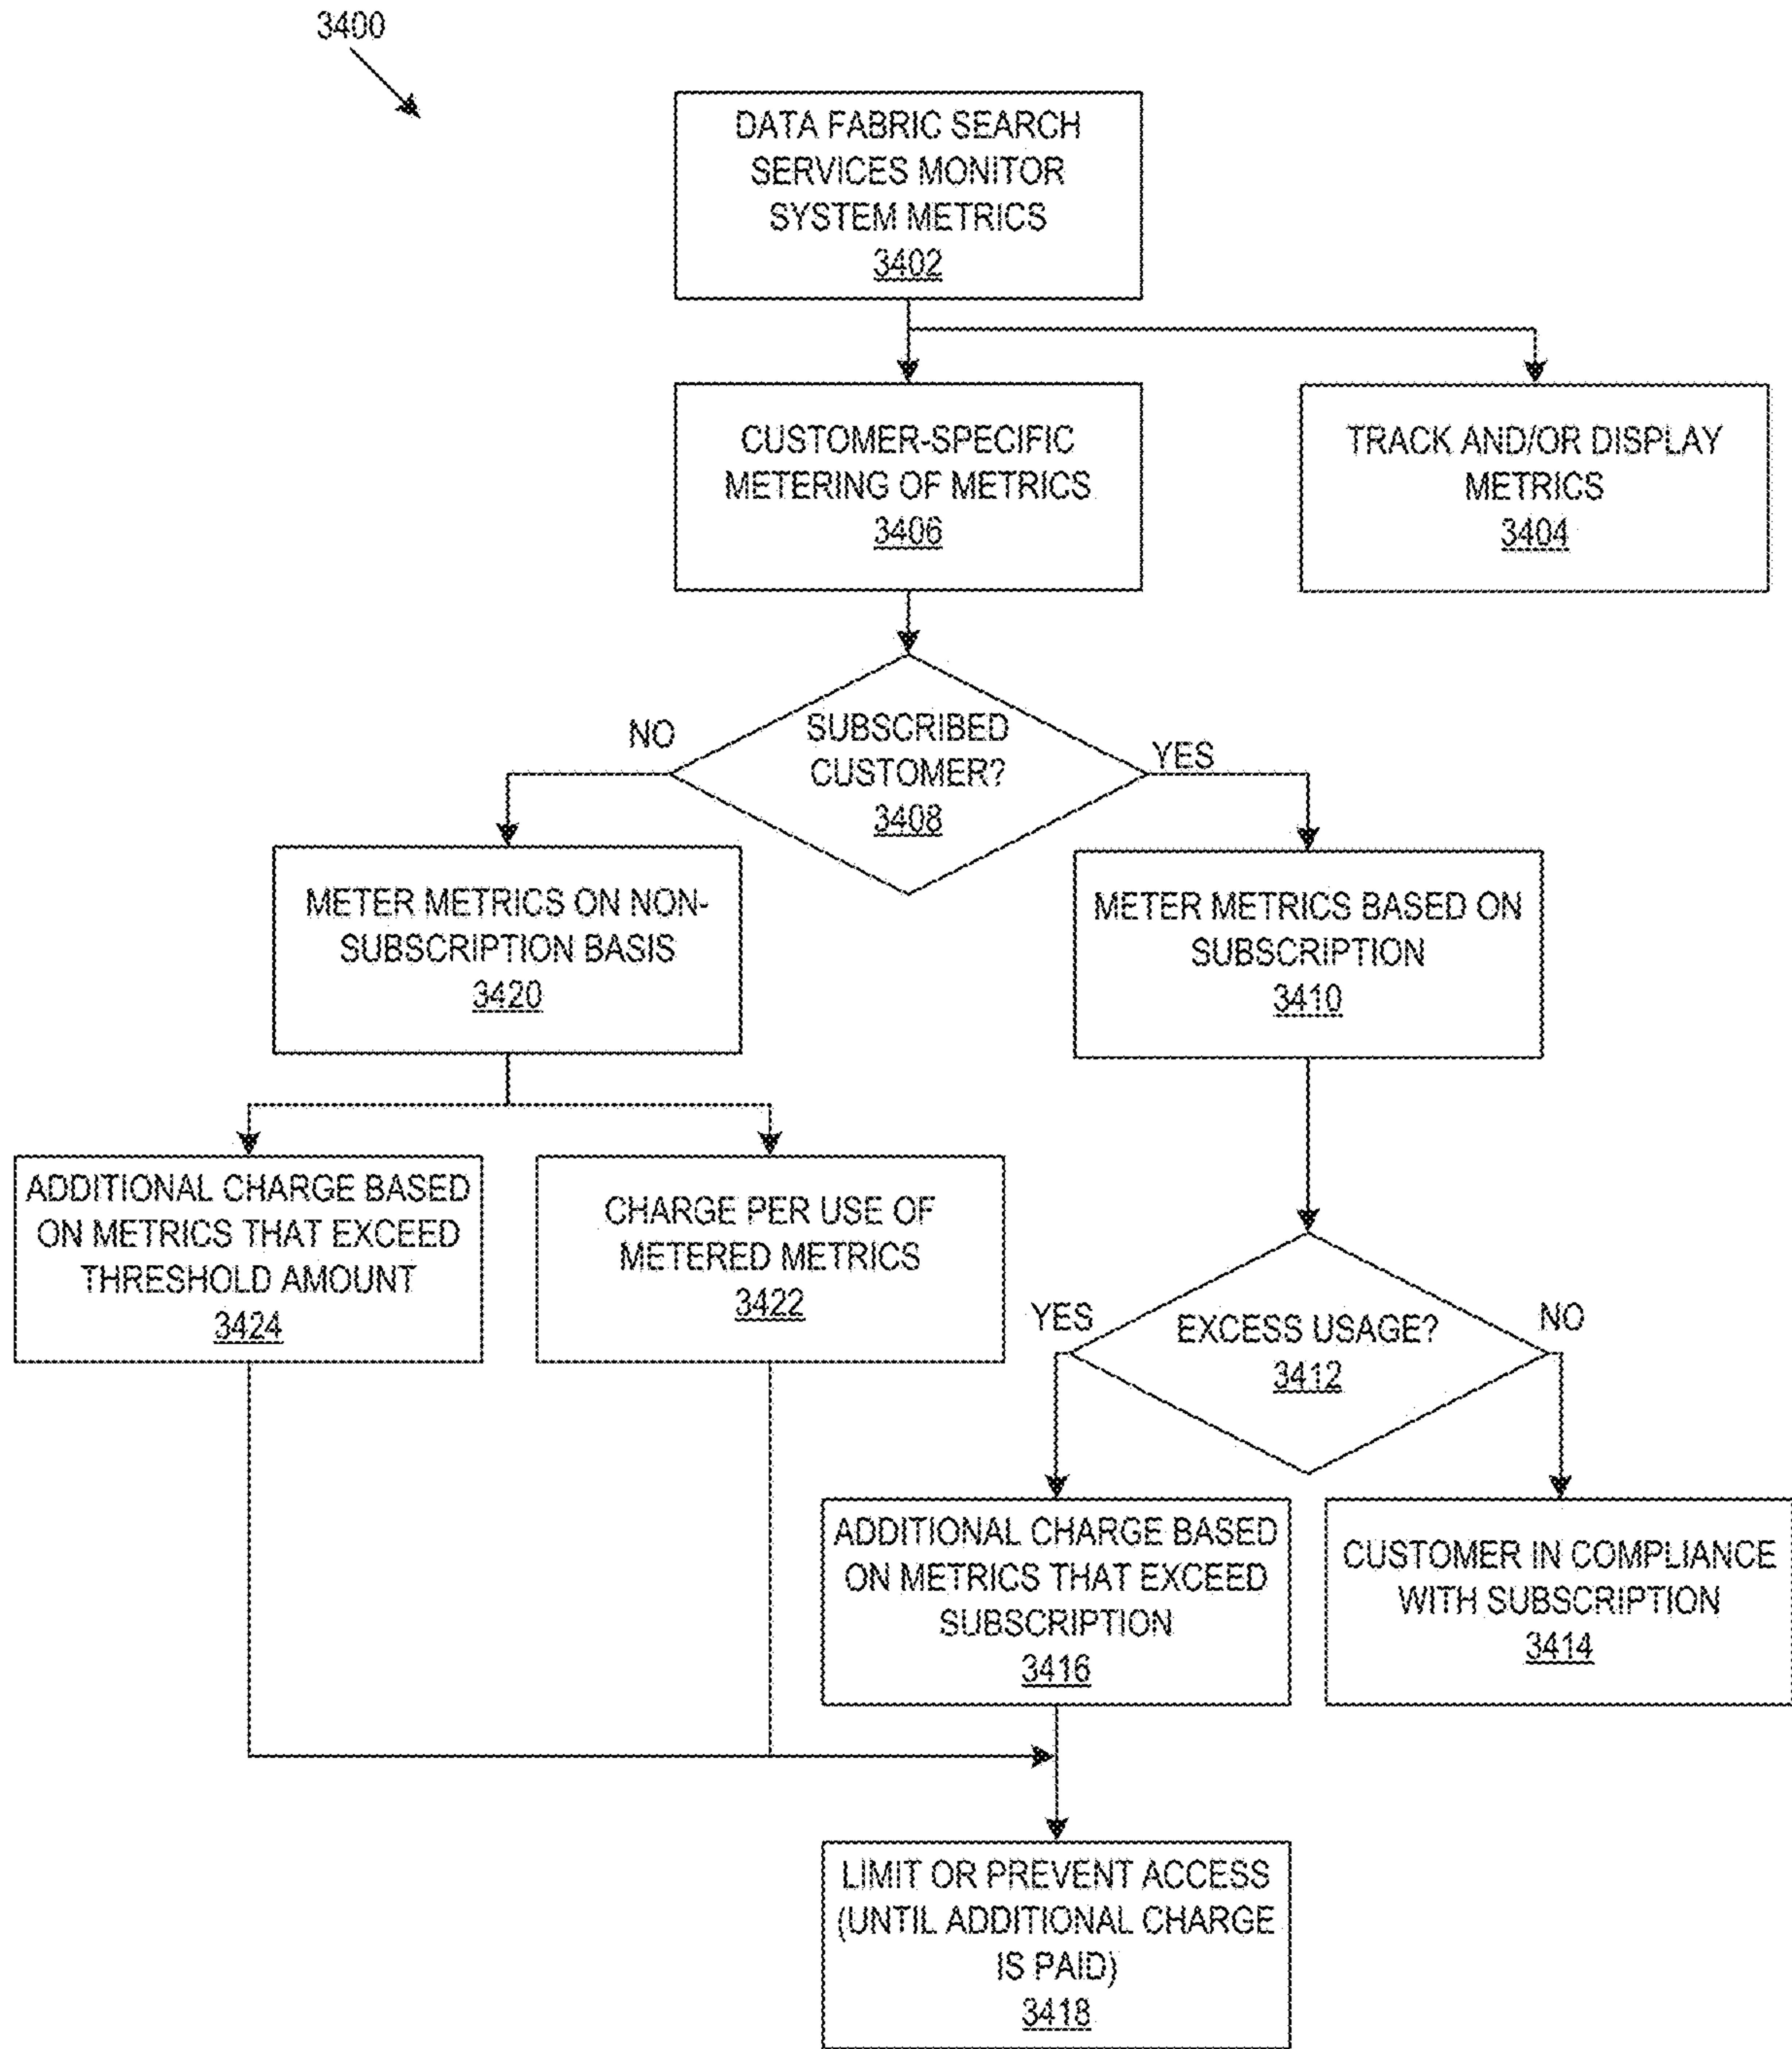 3400
DATA FABRIC SEARCH
SERVICES MONITOR
SYSTEM METRICS
3402
CUSTOMER-SPECIFIC
METERING OF METRICS
3406
TRACK AND/OR DISPLAY
METRICS
3404
SUBSCRIBED
CUSTOMER?
3408
NO
YES
METER METRICS ON NON-
SUBSCRIPTION BASIS
3420
METER METRICS BASED ON
SUBSCRIPTION
3410
ADDITIONAL CHARGE BASED
ON METRICS THAT EXCEED
THRESHOLD AMOUNT
3424
CHARGE PER USE OF
METERED METRICS
3422
EXCESS USAGE?
3412
YES
NO
ADDITIONAL CHARGE BASED
ON METRICS THAT EXCEED
SUBSCRIPTION
3416
CUSTOMER IN COMPLIANCE
WITH SUBSCRIPTION
3414
LIMIT OR PREVENT ACCESS
(UNTIL ADDITIONAL CHARGE
IS PAID)
3418